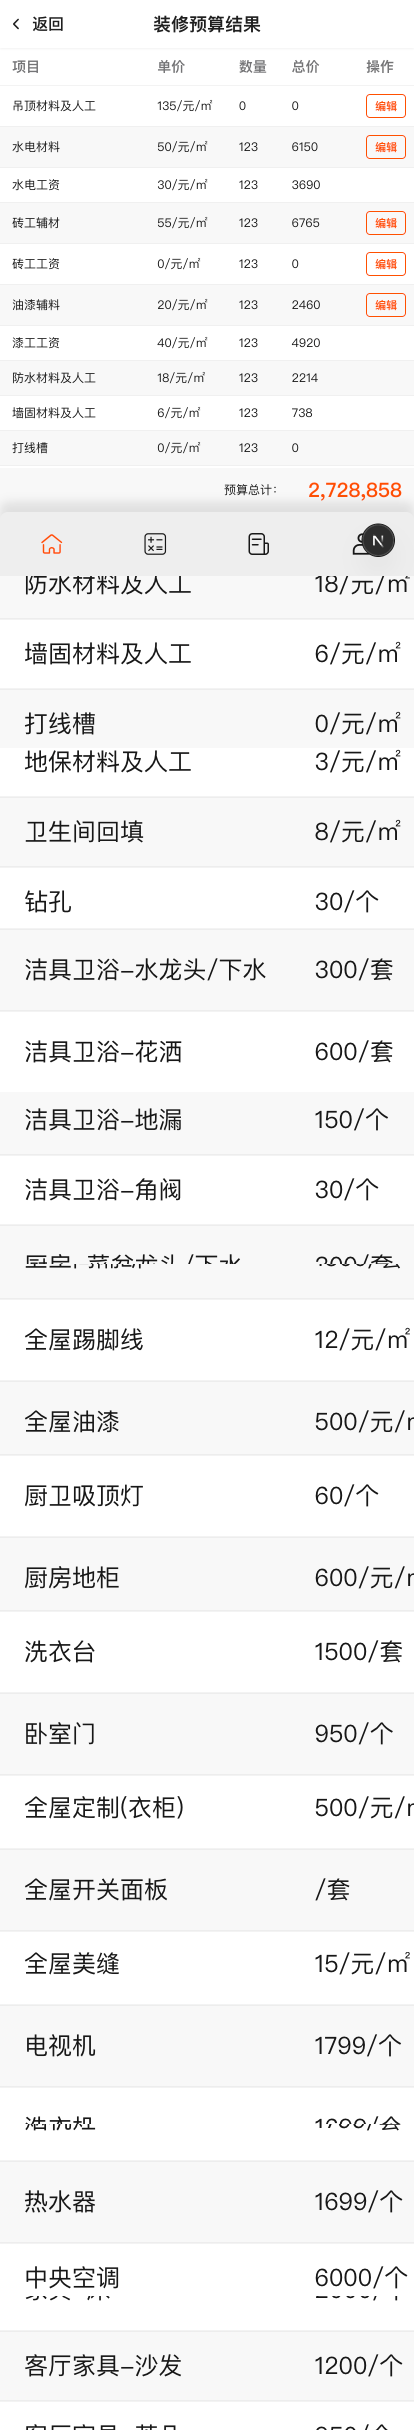 返回 装修预算结果
项目 单价 数量 总价 操作
吊顶材料及人工 135/元/㎡ 0 0 编辑
水电材料 50/元/㎡ 123 6150 编辑
水电工资 30/元/㎡ 123 3690
砖工辅材 55/元/㎡ 123 6765 编辑
砖工工资 0/元/㎡ 123 0 编辑
油漆辅料 20/元/㎡ 123 2460 编辑
漆工工资 40/元/㎡ 123 4920
防水材料及人工 18/元/㎡ 123 2214
墙固材料及人工 6/元/㎡ 123 738
打线槽 0/元/㎡ 123 0
预算总计: 2,728,858
N
防水材料及人工 18/元/㎡
墙固材料及人工 6/元/㎡
打线槽 0/元/㎡
地保材料及人工 3/元/㎡
卫生间回填 8/元/㎡
钻孔 30/个
洁具卫浴–水龙头/下水 300/套
洁具卫浴–花洒 600/套
洁具卫浴–地漏 150/个
洁具卫浴–角阀 30/个
全屋踢脚线 12/元/㎡
全屋油漆 500/元/
厨卫吸顶灯 60/个
厨房地柜 600/元/
洗衣台 1500/套
卧室门 950/个
全屋定制(衣柜) 500/元/
全屋开关面板 /套
全屋美缝 15/元/㎡
电视机 1799/个
热水器 1699/个
中央空调 6000/个
客厅家具–沙发 1200/个